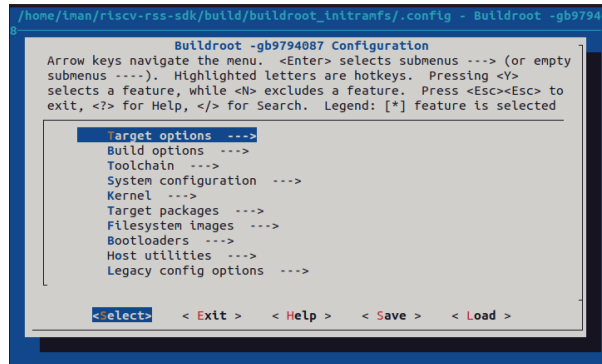 /home/iman/riscv-rss-sdk/build/buildroot_initramfs/.config - Buildroot -gb9794
8
Buildroot -gb9794087 Configuration
Arrow keys navigate the menu.  <Enter> selects submenus ---> (or empty
submenus ----).  Highlighted letters are hotkeys.  Pressing <Y>
selects a feature, while <N> excludes a feature.  Press <Esc><Esc> to
exit, <?> for Help, </> for Search.  Legend: [*] feature is selected
Target options  --->
Build options  --->
Toolchain  --->
System configuration  --->
Kernel  --->
Target packages  --->
Filesystem images  --->
Bootloaders  --->
Host utilities  --->
Legacy config options  --->
<Select>    < Exit >    < Help >    < Save >    < Load >